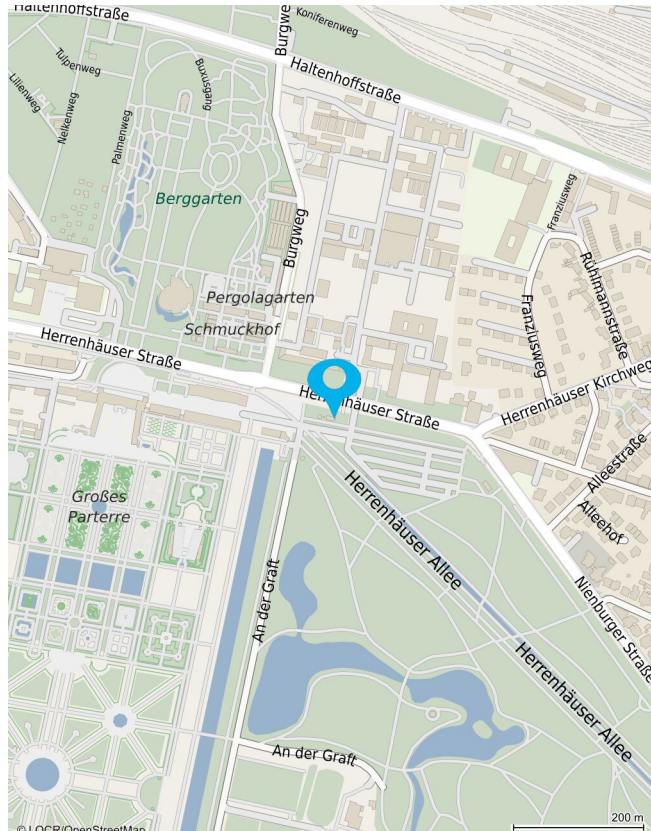 Haltenhoffstraße
Koniferenweg
Burgwe
Haltenhoffstraße
Tulpenweg
Buxusgang
Lilienweg
Nelkenweg
Palmenweg
Berggarten
Franziusweg
Burgweg
Rühlmannstraße
Pergolagarten
Schmuckhof
Franziusweg
Herrenhäuser Straße
Herrenhäuser Kirchweg
Herrenhäuser Straße
Alleestraße
Großes
Parterre
Herrenhäuser Allee
Alleehof
An der Graft
Nienburger Straße
Herrenhäuser Allee
An der Graft
200 m
© LOCR/OpenStreetMap